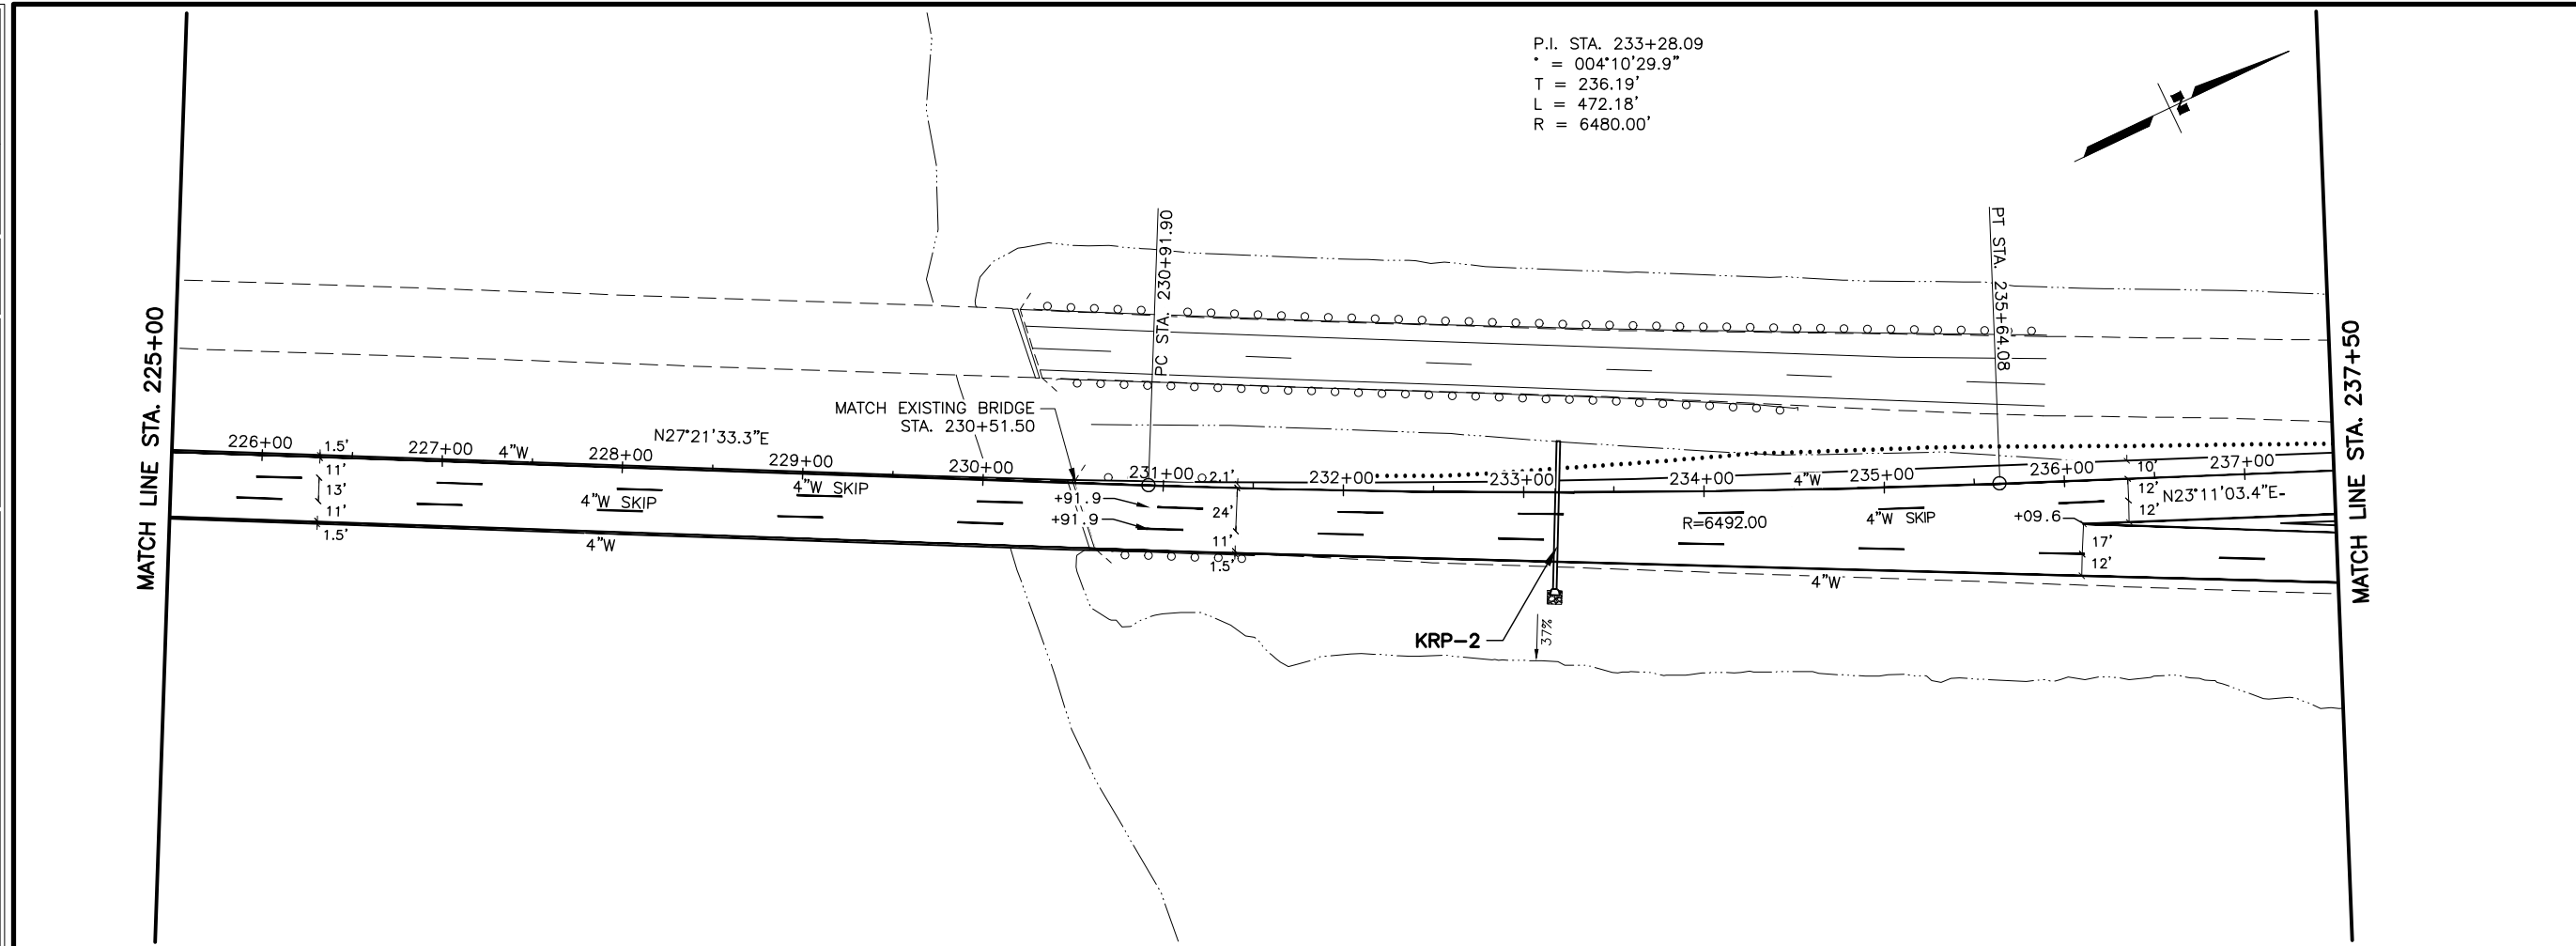 P.I. STA. 233+28.09
° = 004°10'29.9"
T = 236.19'
L = 472.18'
R = 6480.00'
N
MATCH LINE STA. 225+00
PC STA. 230+91.90
PT STA. 235+64.08
MATCH LINE STA. 237+50
MATCH EXISTING BRIDGE
STA. 230+51.50
226+00
1.5'
227+00
4"W
N27°21'33.3"E
228+00
229+00
230+00
231+00
2.1'
232+00
233+00
234+00
4"W
235+00
236+00
10'
237+00
11'
13'
11'
1.5'
4"W SKIP
4"W SKIP
4"W
+91.9
+91.9
24'
11'
1.5'
R=6492.00
4"W SKIP
+09.6
12'
12'
N23°11'03.4"E
17'
12'
4"W
KRP-2
37%